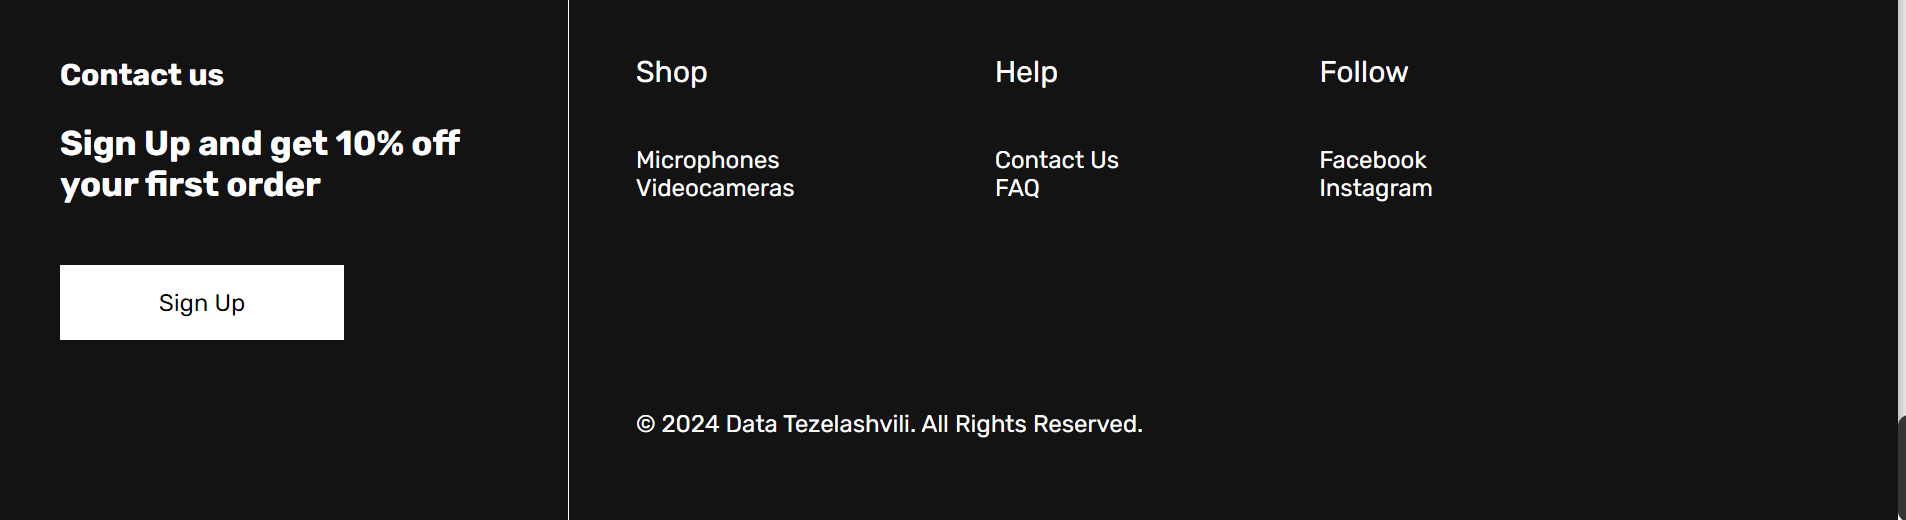 Contact us
Sign Up and get 10% off
your first order
Sign Up
Shop
Microphones
Videocameras
Help
Contact Us
FAQ
Follow
Facebook
Instagram
© 2024 Data Tezelashvili. All Rights Reserved.